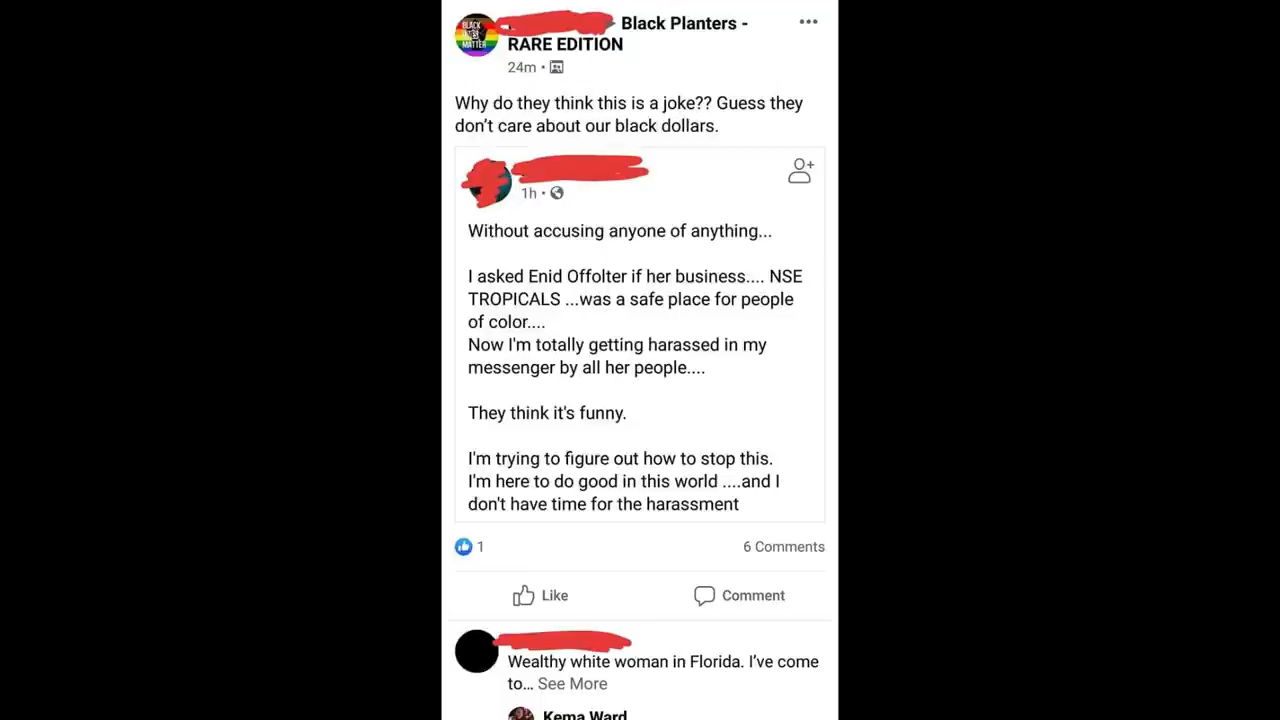 Black Planters -
RARE EDITION
24m
Why do they think this is a joke?? Guess they
don't care about our black dollars.
1h
Without accusing anyone of anything...
I asked Enid Offolter if her business.... NSE
TROPICALS ...was a safe place for people
of color....
Now I'm totally getting harassed in my
messenger by all her people....
They think it's funny.
I'm trying to figure out how to stop this.
I'm here to do good in this world ....and I
don't have time for the harassment
1
6 Comments
Like
Comment
Wealthy white woman in Florida. I've come
to... See More
Kema Ward